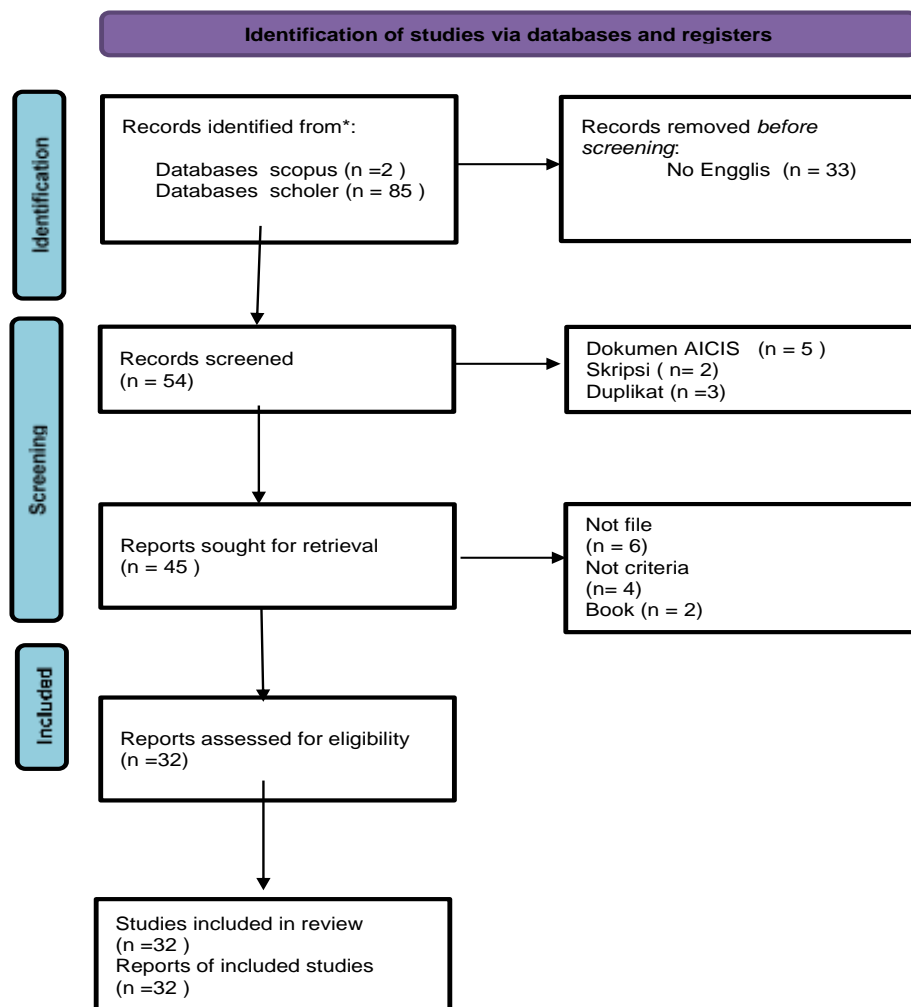 Identification of studies via databases and registers
Identification
Records identified from*:
Databases scopus (n =2 )
Databases scholer (n = 85 )
Records removed before
screening:
No Engglis (n = 33)
Screening
Records screened
(n = 54)
Dokumen AICIS (n = 5 )
Skripsi ( n= 2)
Duplikat (n =3)
Reports sought for retrieval
(n = 45 )
Not file
(n = 6)
Not criteria
(n= 4)
Book (n = 2)
Included
Reports assessed for eligibility
(n =32)
Studies included in review
(n =32 )
Reports of included studies
(n =32 )